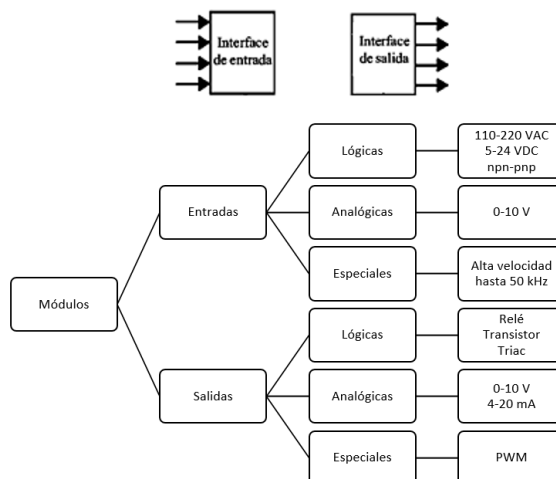 Interface
de entrada
Interface
de salida
Módulos
Entradas
Lógicas
110-220 VAC
5-24 VDC
npn-pnp
Analógicas
0-10 V
Especiales
Alta velocidad
hasta 50 kHz
Salidas
Lógicas
Relé
Transistor
Triac
Analógicas
0-10 V
4-20 mA
Especiales
PWM